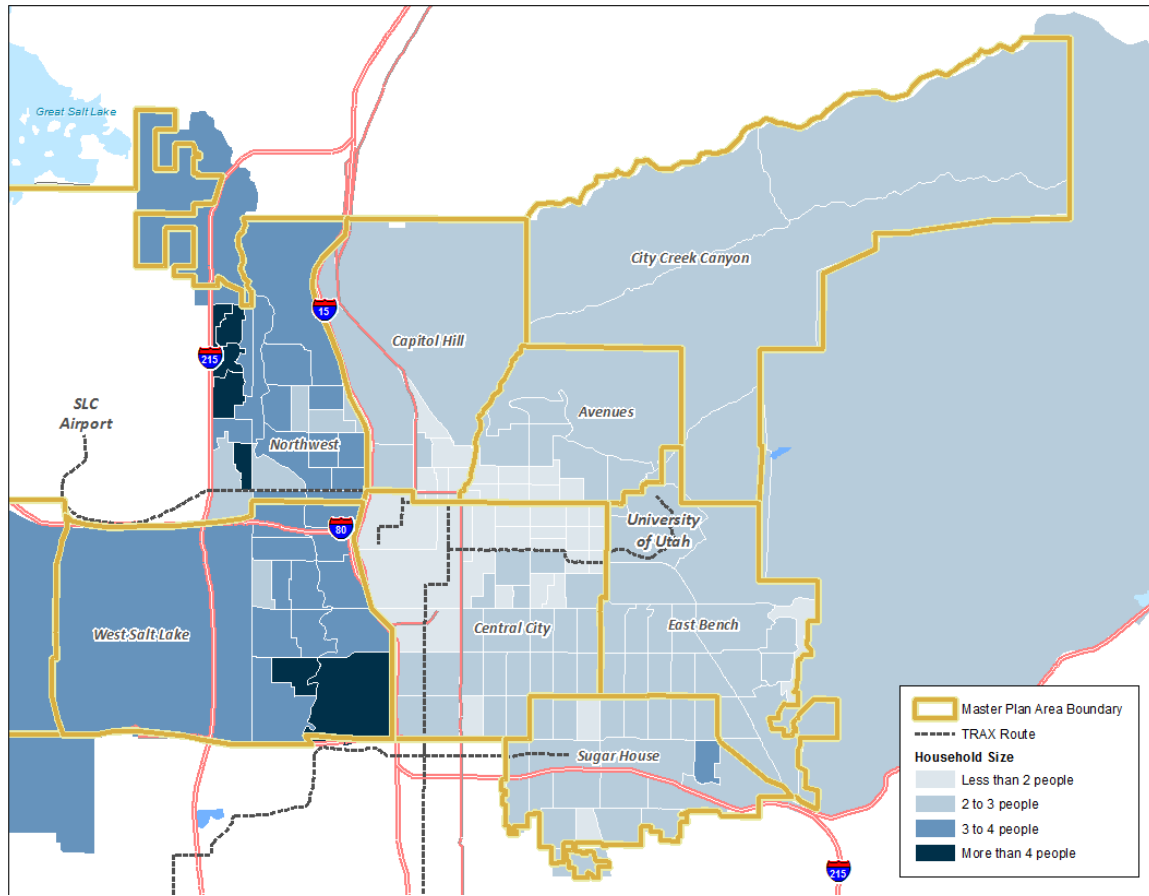 Great Salt Lake
City Creek Canyon
15
Capitol Hill
215
SLC
Airport
Avenues
Northwest
University
of Utah
80
West Salt Lake
Central City
East Bench
Sugar House
215
Master Plan Area Boundary
TRAX Route
Household Size
Less than 2 people
2 to 3 people
3 to 4 people
More than 4 people